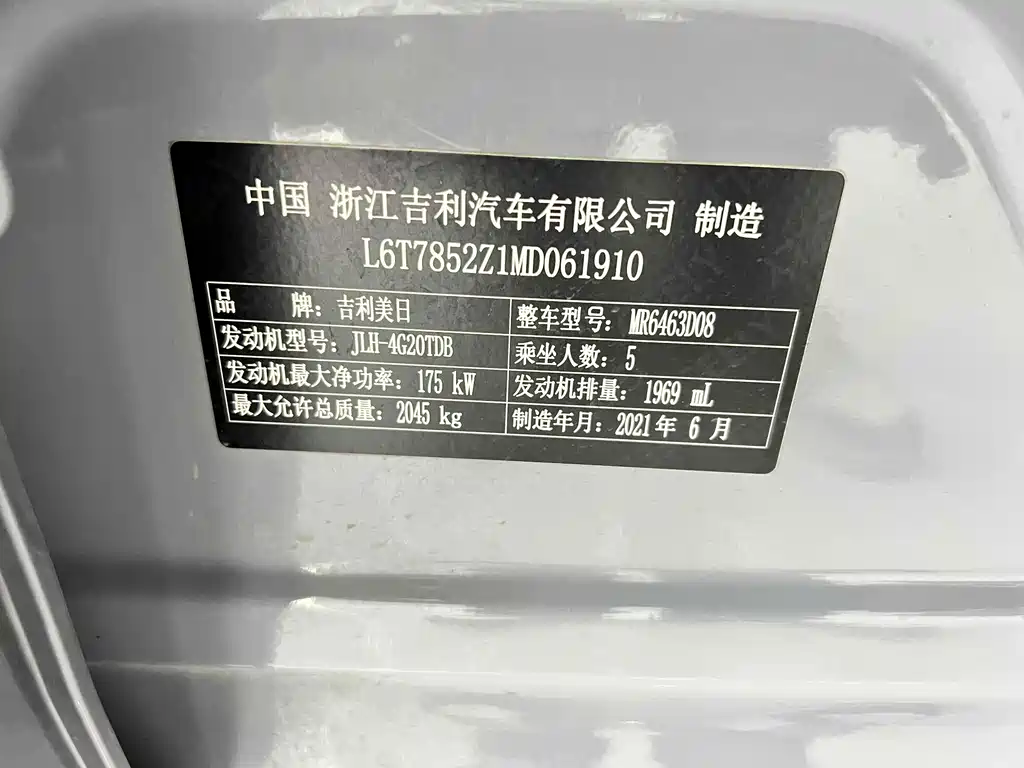 中国 浙江吉利汽车有限公司 制造
L6T7852Z1MD061910
品 牌：吉利美日 整车型号：MR6463D08
发动机型号：JLH-4G20TDB 乘坐人数：5
发动机最大净功率：175 kW 发动机排量：1969 mL
最大允许总质量：2045 kg 制造年月：2021年 6 月